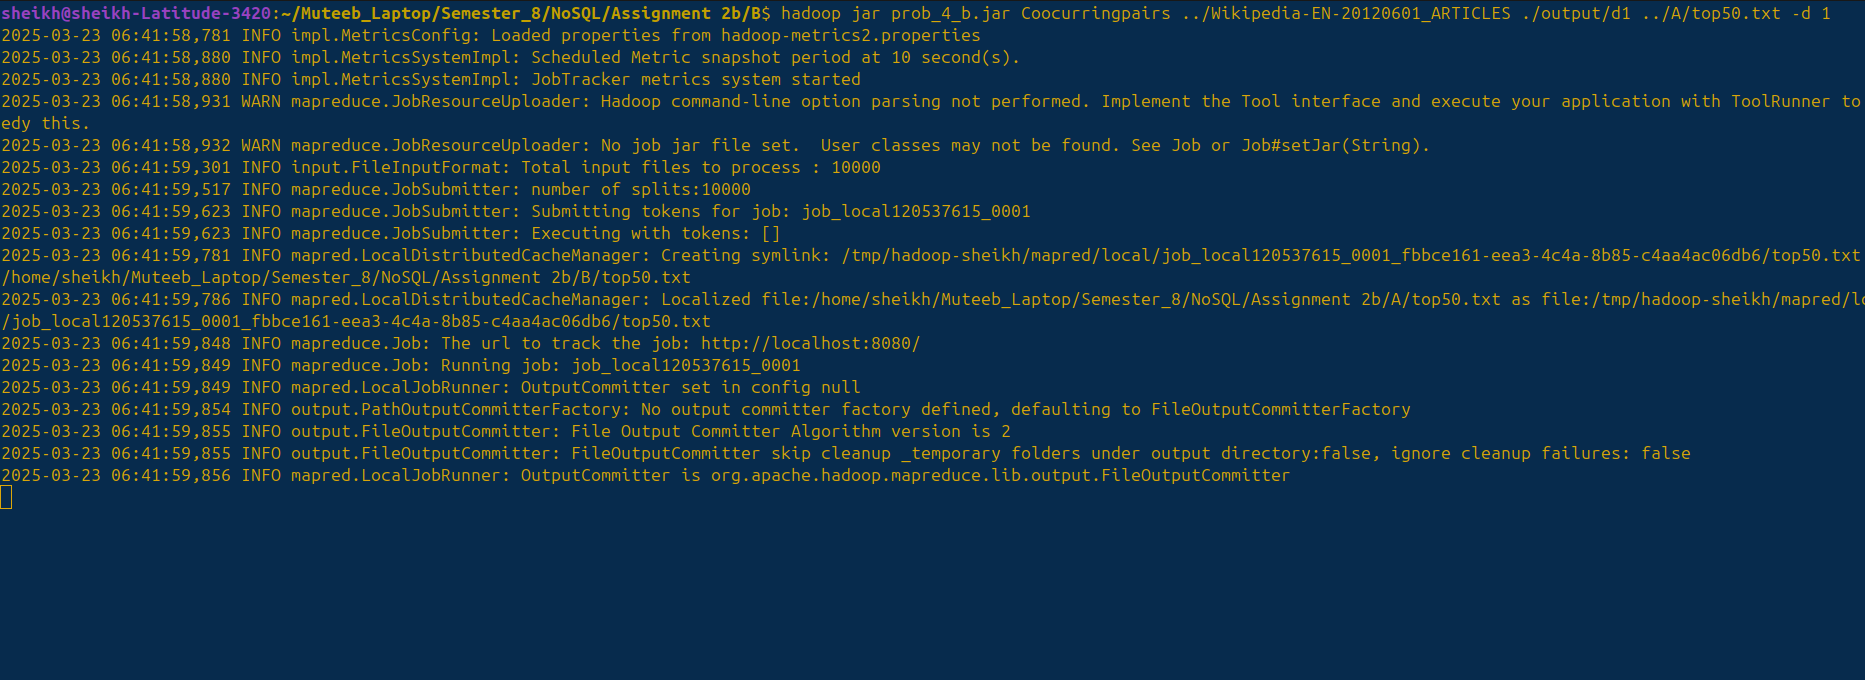 sheikh@sheikh-Latitude-3420:~/Muteeb_Laptop/Semester_8/NoSQL/Assignment 2b/B$ hadoop jar prob_4_b.jar Coocurringpairs ../Wikipedia-EN-20120601_ARTICLES ./output/d1 ../A/top50.txt -d 1
2025-03-23 06:41:58,781 INFO impl.MetricsConfig: Loaded properties from hadoop-metrics2.properties
2025-03-23 06:41:58,880 INFO impl.MetricsSystemImpl: Scheduled Metric snapshot period at 10 second(s).
2025-03-23 06:41:58,880 INFO impl.MetricsSystemImpl: JobTracker metrics system started
2025-03-23 06:41:58,931 WARN mapreduce.JobResourceUploader: Hadoop command-line option parsing not performed. Implement the Tool interface and execute your application with ToolRunner to
edy this.
2025-03-23 06:41:58,932 WARN mapreduce.JobResourceUploader: No job jar file set.  User classes may not be found. See Job or Job#setJar(String).
2025-03-23 06:41:59,301 INFO input.FileInputFormat: Total input files to process : 10000
2025-03-23 06:41:59,517 INFO mapreduce.JobSubmitter: number of splits:10000
2025-03-23 06:41:59,623 INFO mapreduce.JobSubmitter: Submitting tokens for job: job_local120537615_0001
2025-03-23 06:41:59,623 INFO mapreduce.JobSubmitter: Executing with tokens: []
2025-03-23 06:41:59,781 INFO mapred.LocalDistributedCacheManager: Creating symlink: /tmp/hadoop-sheikh/mapred/local/job_local120537615_0001_fbbce161-eea3-4c4a-8b85-c4aa4ac06db6/top50.txt
/home/sheikh/Muteeb_Laptop/Semester_8/NoSQL/Assignment 2b/B/top50.txt
2025-03-23 06:41:59,786 INFO mapred.LocalDistributedCacheManager: Localized file:/home/sheikh/Muteeb_Laptop/Semester_8/NoSQL/Assignment 2b/A/top50.txt as file:/tmp/hadoop-sheikh/mapred/lo
/job_local120537615_0001_fbbce161-eea3-4c4a-8b85-c4aa4ac06db6/top50.txt
2025-03-23 06:41:59,848 INFO mapreduce.Job: The url to track the job: http://localhost:8080/
2025-03-23 06:41:59,849 INFO mapreduce.Job: Running job: job_local120537615_0001
2025-03-23 06:41:59,849 INFO mapred.LocalJobRunner: OutputCommitter set in config null
2025-03-23 06:41:59,854 INFO output.PathOutputCommitterFactory: No output committer factory defined, defaulting to FileOutputCommitterFactory
2025-03-23 06:41:59,855 INFO output.FileOutputCommitter: File Output Committer Algorithm version is 2
2025-03-23 06:41:59,855 INFO output.FileOutputCommitter: FileOutputCommitter skip cleanup _temporary folders under output directory:false, ignore cleanup failures: false
2025-03-23 06:41:59,856 INFO mapred.LocalJobRunner: OutputCommitter is org.apache.hadoop.mapreduce.lib.output.FileOutputCommitter